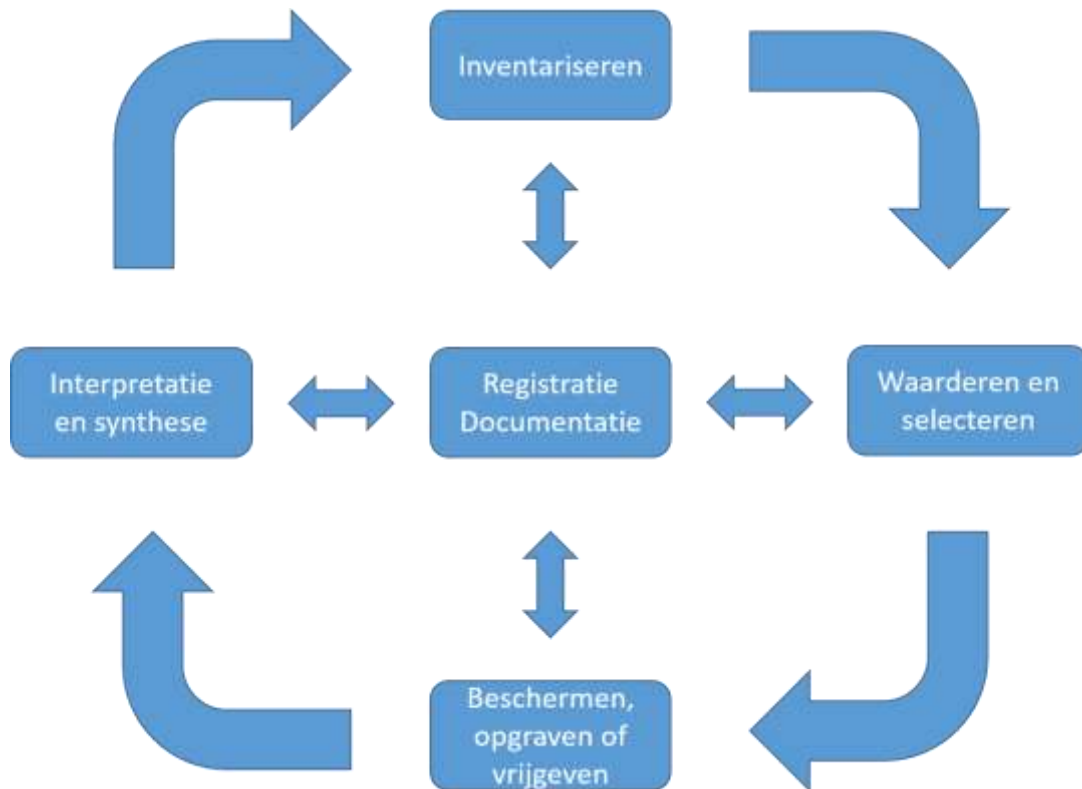 Inventariseren
Interpretatie
en synthese
Registratie
Documentatie
Waarderen en
selecteren
Beschermen,
opgraven of
vrijgeven